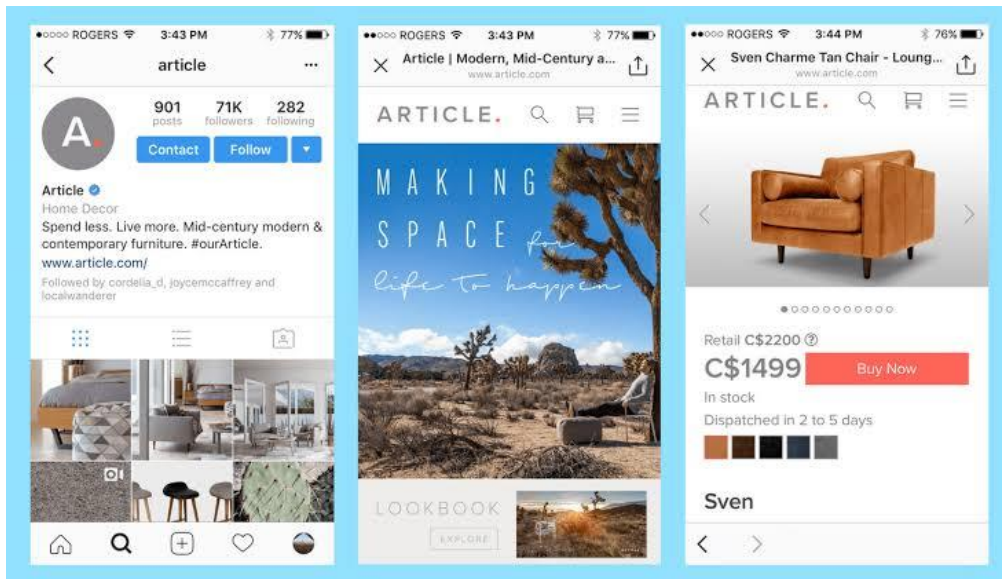 ROGERS 3:43 PM 77%
article
901 71K 282
posts followers following
Contact Follow
A.
Article
Home Decor
Spend less. Live more. Mid-century modern &
contemporary furniture. #ourArticle.
www.article.com/
Followed by cordelia_d, joycemccaffrey and
localwanderer
ROGERS 3:43 PM 77%
Article | Modern, Mid-Century a...
www.article.com
ARTICLE.
MAKING
SPACE for
life to happen
LOOKBOOK
EXPLORE
ROGERS 3:44 PM 76%
Sven Charme Tan Chair - Loung...
www.article.com
ARTICLE.
Retail C$2200 ?
C$1499 Buy Now
In stock
Dispatched in 2 to 5 days
Sven